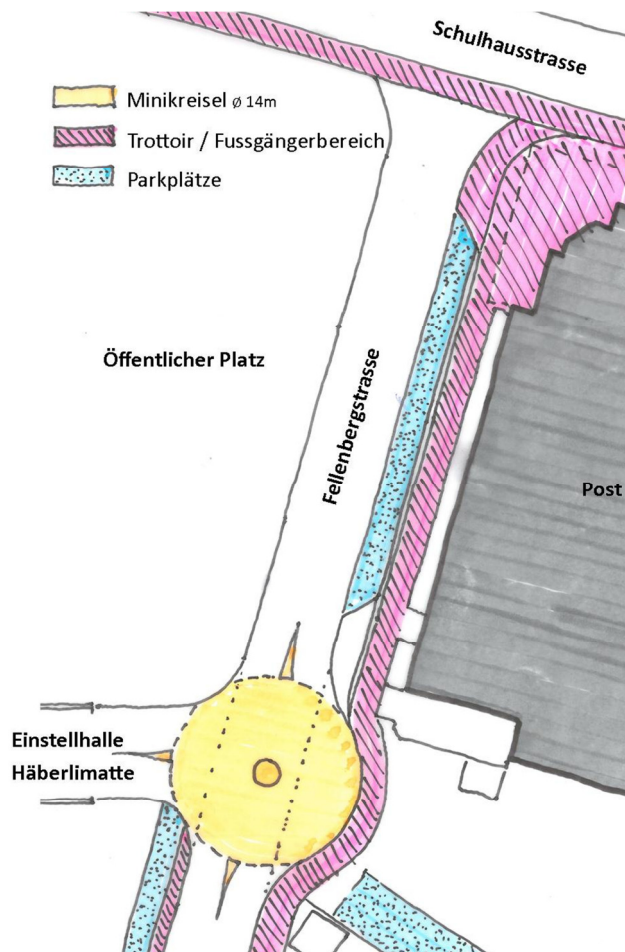 Schulhausstrasse
Minikreisel ø 14m
Trottoir / Fussgängerbereich
Parkplätze
Öffentlicher Platz
Fellenbergstrasse
Post
Einstellhalle
Häberlimatte